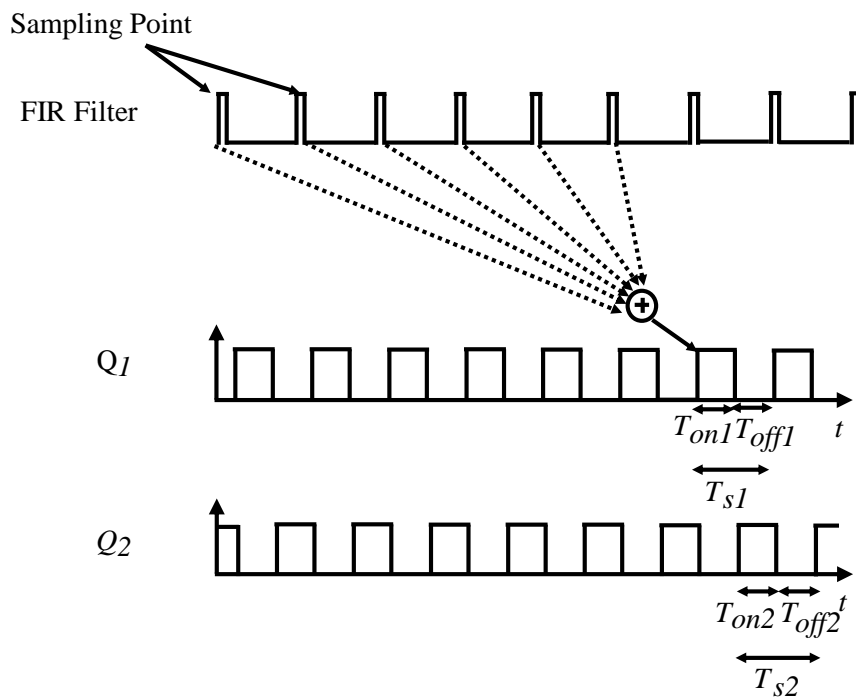 Sampling Point
FIR Filter
+
Q1
Ton1 Toff1 t
Ts1
Q2
Ton2 Toff2 t
Ts2